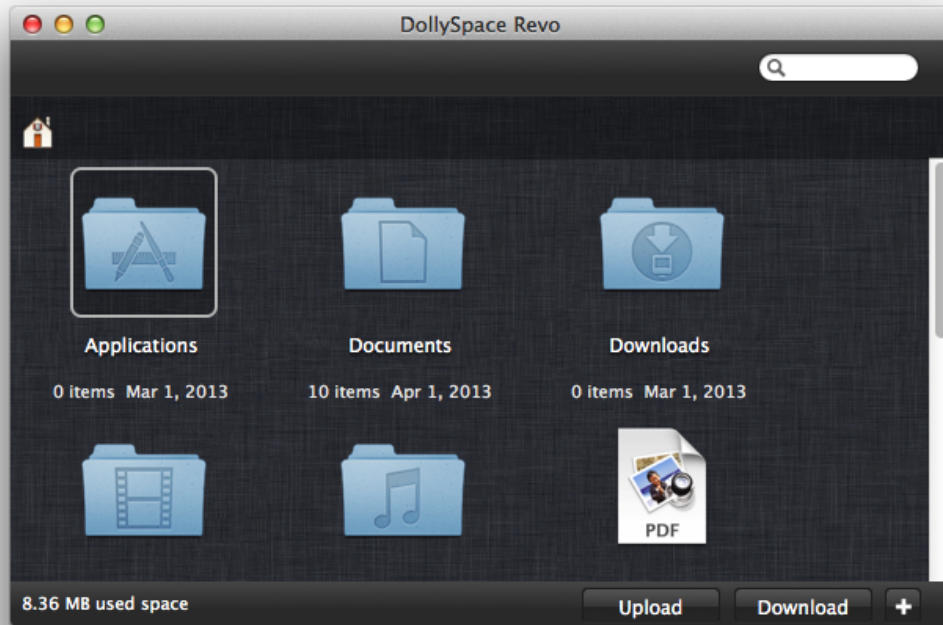 DollySpace Revo
Applications Documents Downloads
0 items Mar 1, 2013 10 items Apr 1, 2013 0 items Mar 1, 2013
PDF
8.36 MB used space Upload Download +